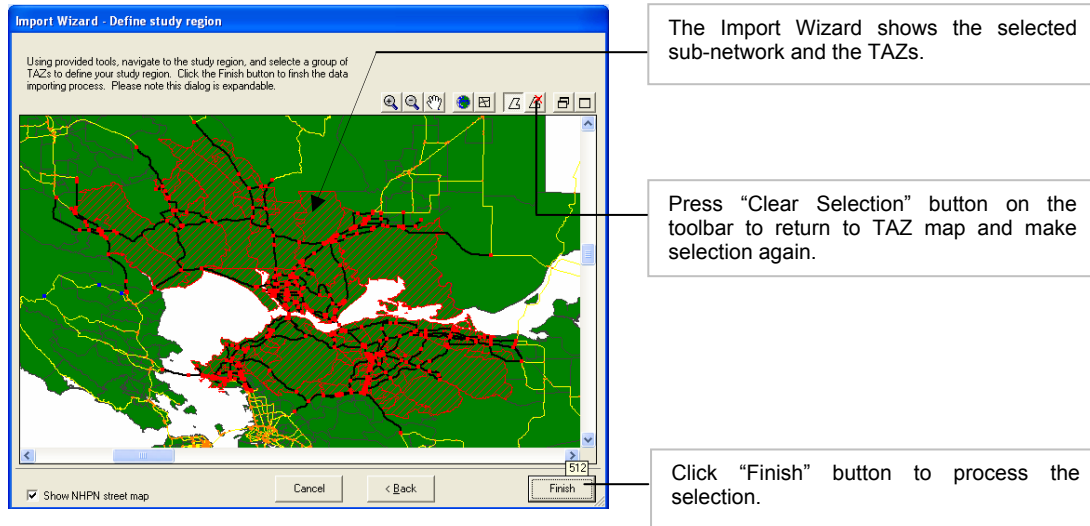 Import Wizard - Define study region
Using provided tools, navigate to the study region, and selecte a group of
TAZs to define your study region. Click the Finish button to finsh the data
importing process. Please note this dialog is expandable.
512
Show NHPN street map
Cancel
< Back
Finish
The Import Wizard shows the selected
sub-network and the TAZs.
Press “Clear Selection” button on the
toolbar to return to TAZ map and make
selection again.
Click “Finish” button to process the
selection.